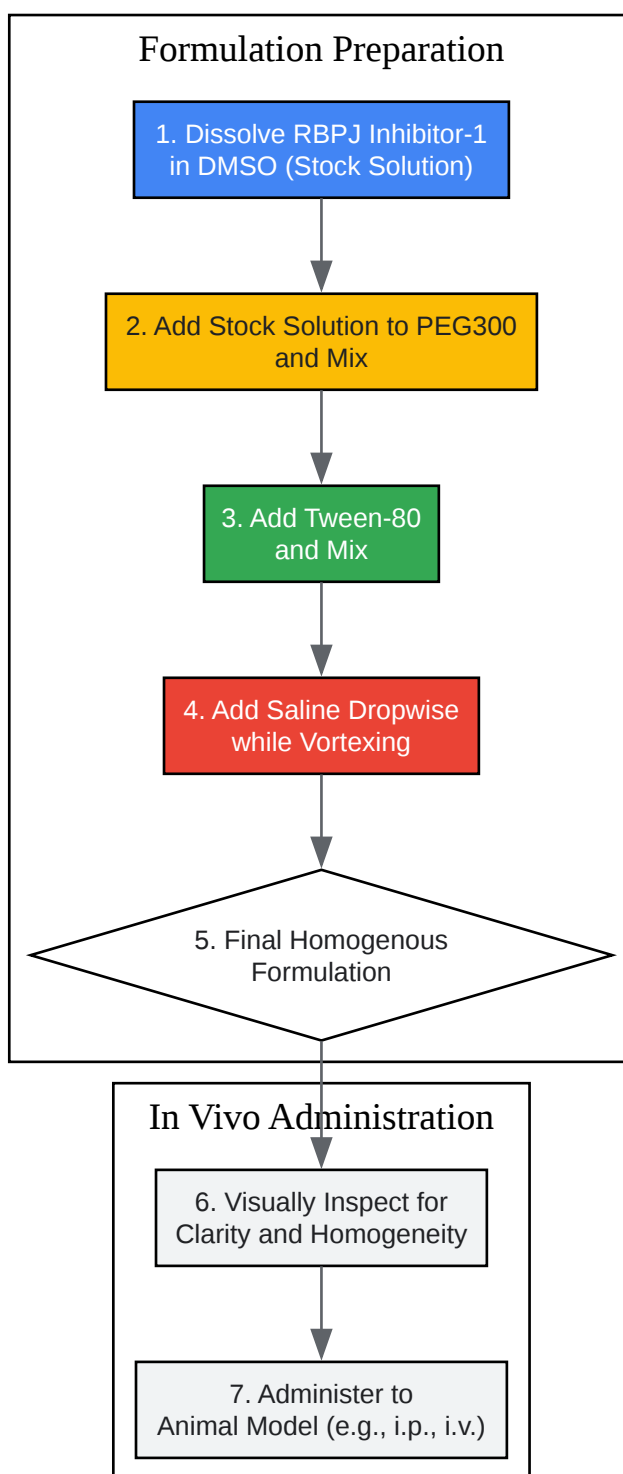 Formulation Preparation
1. Dissolve RBPJ Inhibitor-1
in DMSO (Stock Solution)
2. Add Stock Solution to PEG300
and Mix
3. Add Tween-80
and Mix
4. Add Saline Dropwise
while Vortexing
5. Final Homogenous
Formulation
In Vivo Administration
6. Visually Inspect for
Clarity and Homogeneity
7. Administer to
Animal Model (e.g., i.p., i.v.)